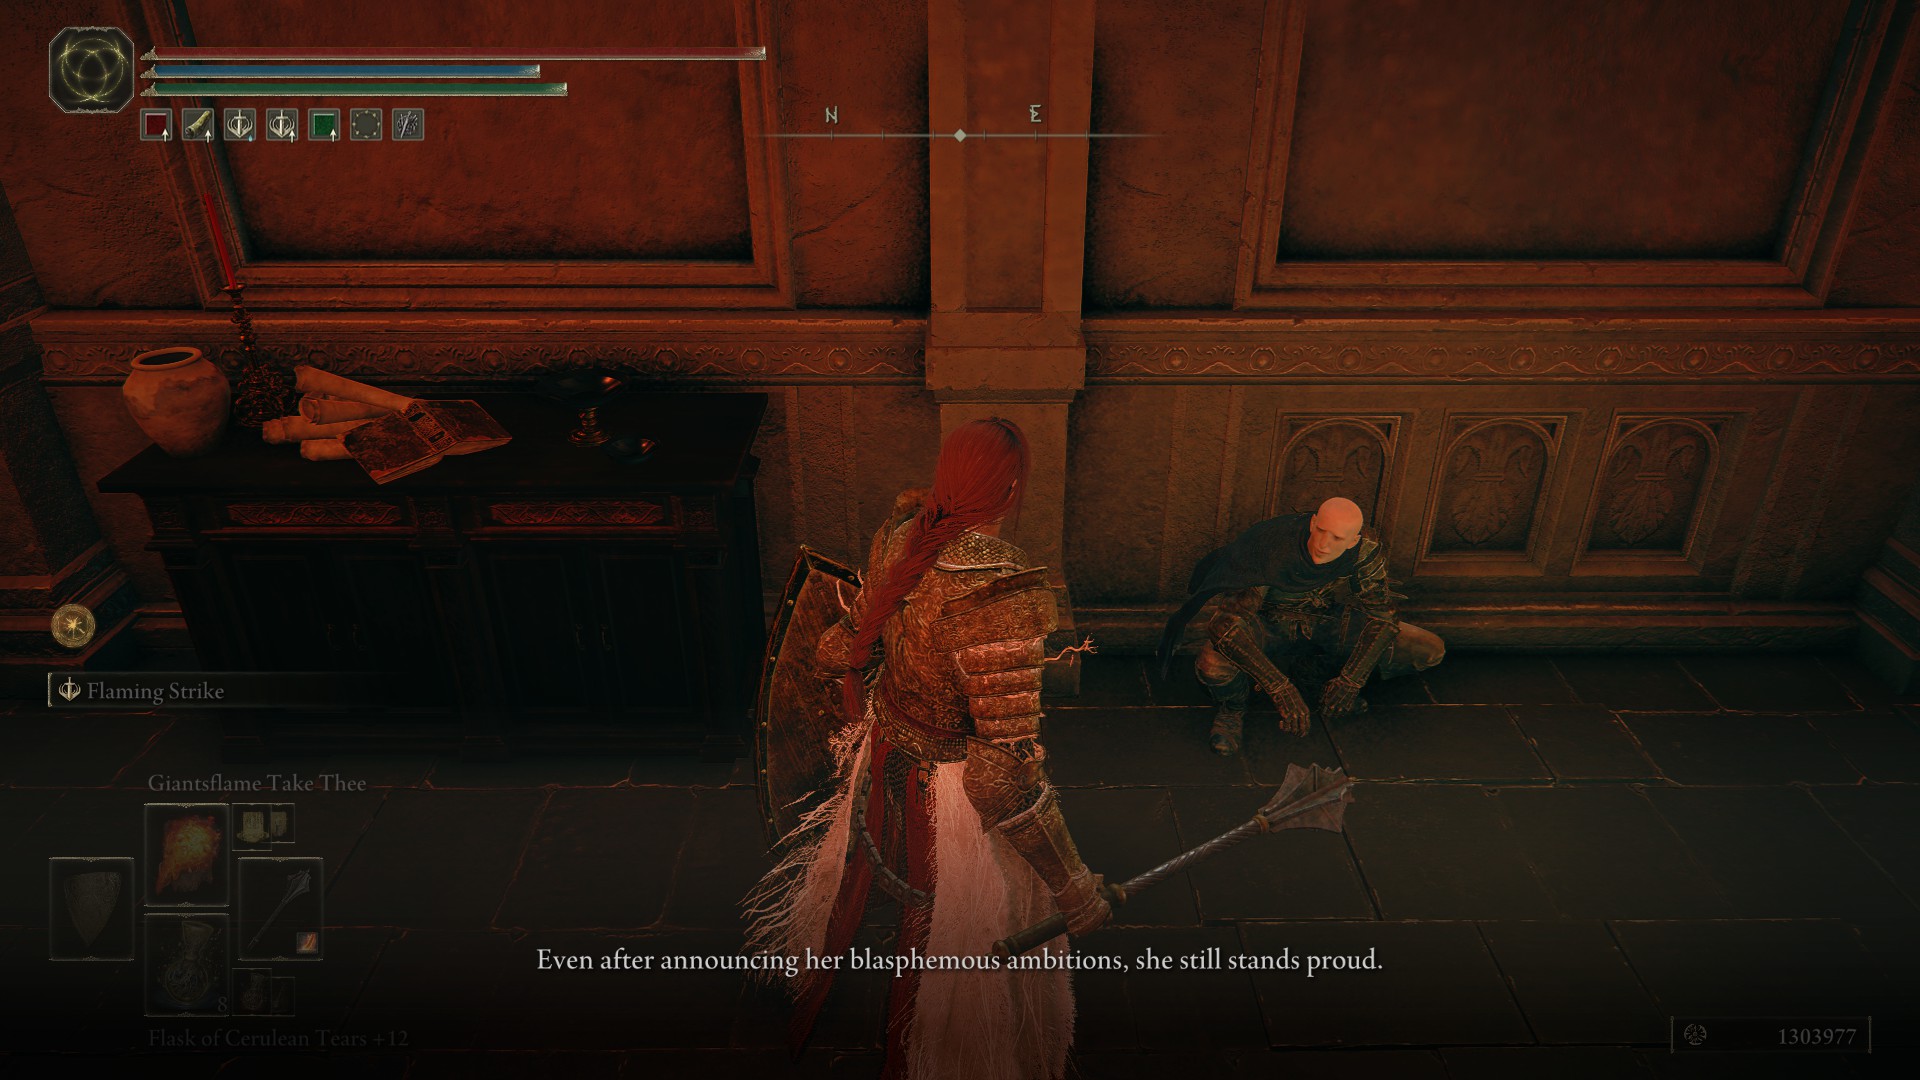 N
E
Flaming Strike
Giantsflame Take Thee
8
Even after announcing her blasphemous ambitions, she still stands proud.
Flask of Cerulean Tears +12
1303977